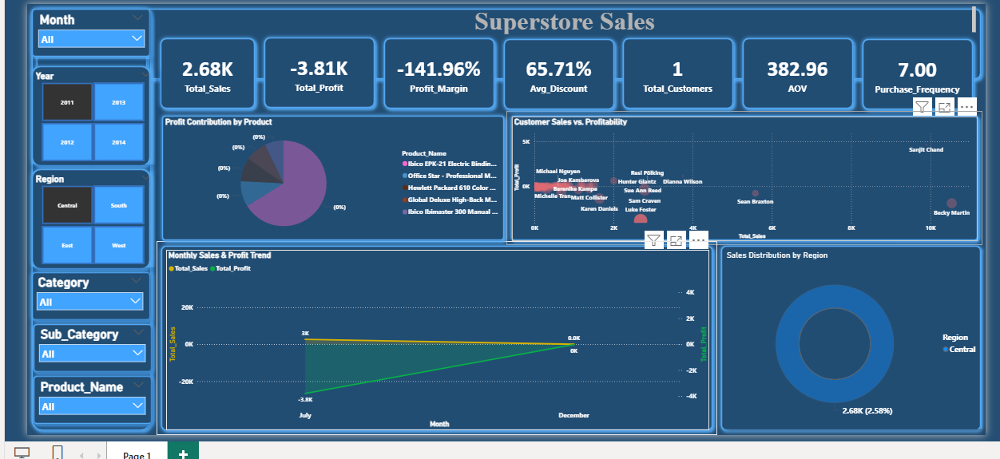 Superstore Sales
Month
All
Year
2011
2013
2012
2014
Region
Central
South
East
West
Category
All
Sub_Category
All
Product_Name
All
2.68K
Total_Sales
-3.81K
Total_Profit
-141.96%
Profit_Margin
65.71%
Avg_Discount
1
Total_Customers
382.96
AOV
7.00
Purchase_Frequency
Profit Contribution by Product
(0%)
(0%)
(0%)
(0%)
(0%)
Product_Name
Ibico EPK-21 Electric Bindin...
Office Star - Professional M...
Hewlett Packard 610 Color ...
Global Deluxe High-Back M...
Ibico Ibimaster 300 Manual ...
Customer Sales vs. Profitability
Total_Profit
5K
0K
Sanjit Chand
Michael Nguyen
Resi Pölking
Joe Kamberova
Hunter Glantz
Dianna Wilson
Berenike Kampe
Sue Ann Reed
Michelle Tran
Matt Collister
Sam Craven
Sean Braxton
Karen Daniels
Luke Foster
Becky Martin
0K
2K
4K
6K
8K
10K
Total_Sales
Monthly Sales & Profit Trend
Total_Sales
Total_Profit
Total_Sales
20K
0K
-20K
3K
-3.8K
0.0K
0K
4K
2K
0K
-2K
-4K
Total_Profit
July
December
Month
Sales Distribution by Region
Region
Central
2.68K (2.58%)
Page 1